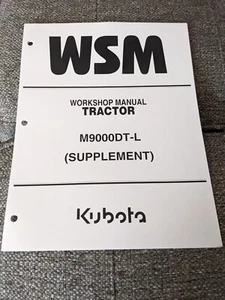 WSM
WORKSHOP MANUAL
TRACTOR
M9000DT-L
(SUPPLEMENT)
Kubota